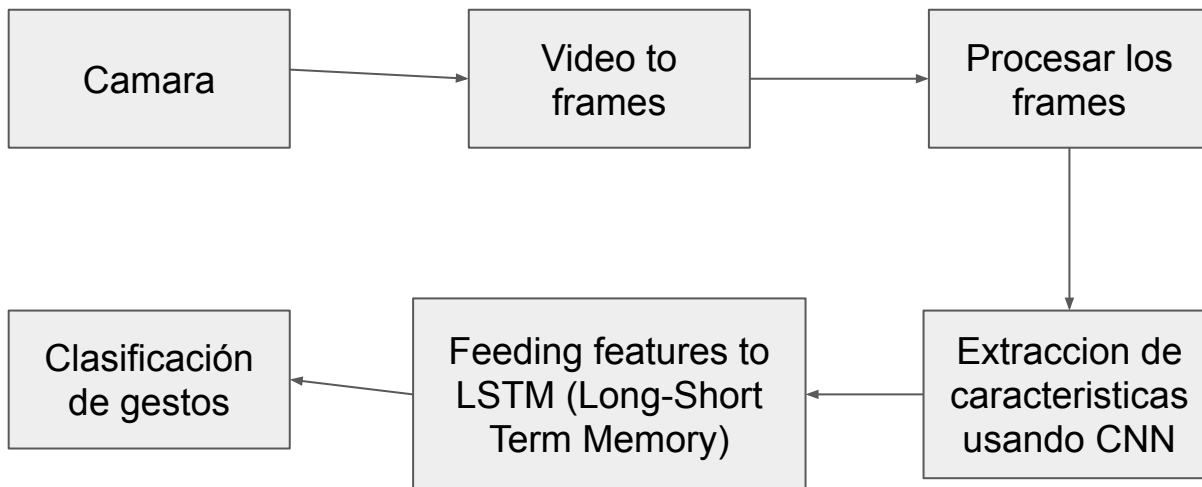 Camara
Video to
frames
Procesar los
frames
Extraccion de
caracteristicas
usando CNN
Feeding features to
LSTM (Long-Short
Term Memory)
Clasificación
de gestos